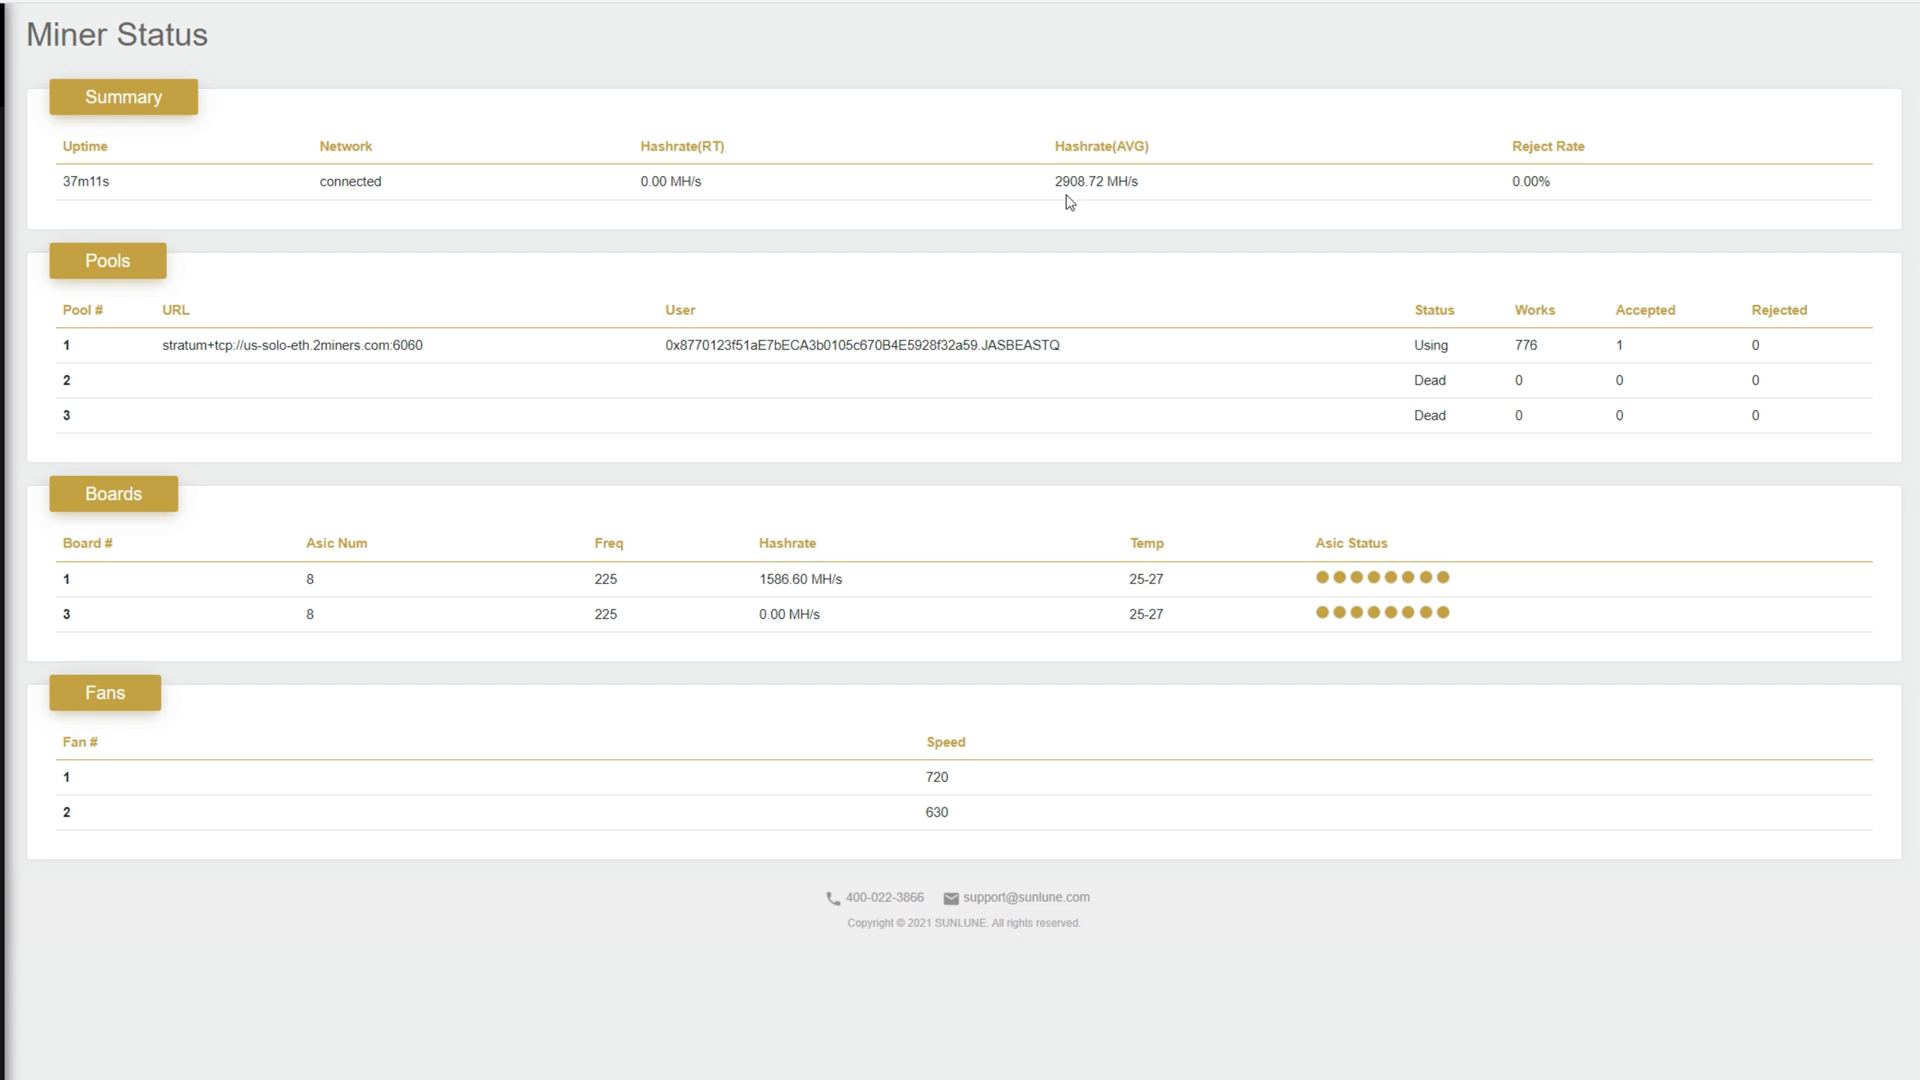 Miner Status
Summary
Uptime Network Hashrate(RT) Hashrate(AVG) Reject Rate
37m11s connected 0.00 MH/s 2908.72 MH/s 0.00%
Pools
Pool # URL User Status Works Accepted Rejected
1 stratum+tcp://us-solo-eth.2miners.com:6060 0x8770123f51aE7bECA3b0105c670B4E5928f32a59.JASBEASTQ Using 776 1 0
2 Dead 0 0 0
3 Dead 0 0 0
Boards
Board # Asic Num Freq Hashrate Temp Asic Status
1 8 225 1586.60 MH/s 25-27
3 8 225 0.00 MH/s 25-27
Fans
Fan # Speed
1 720
2 630
400-022-3866 support@sunlune.com
Copyright © 2021 SUNLUNE. All rights reserved.